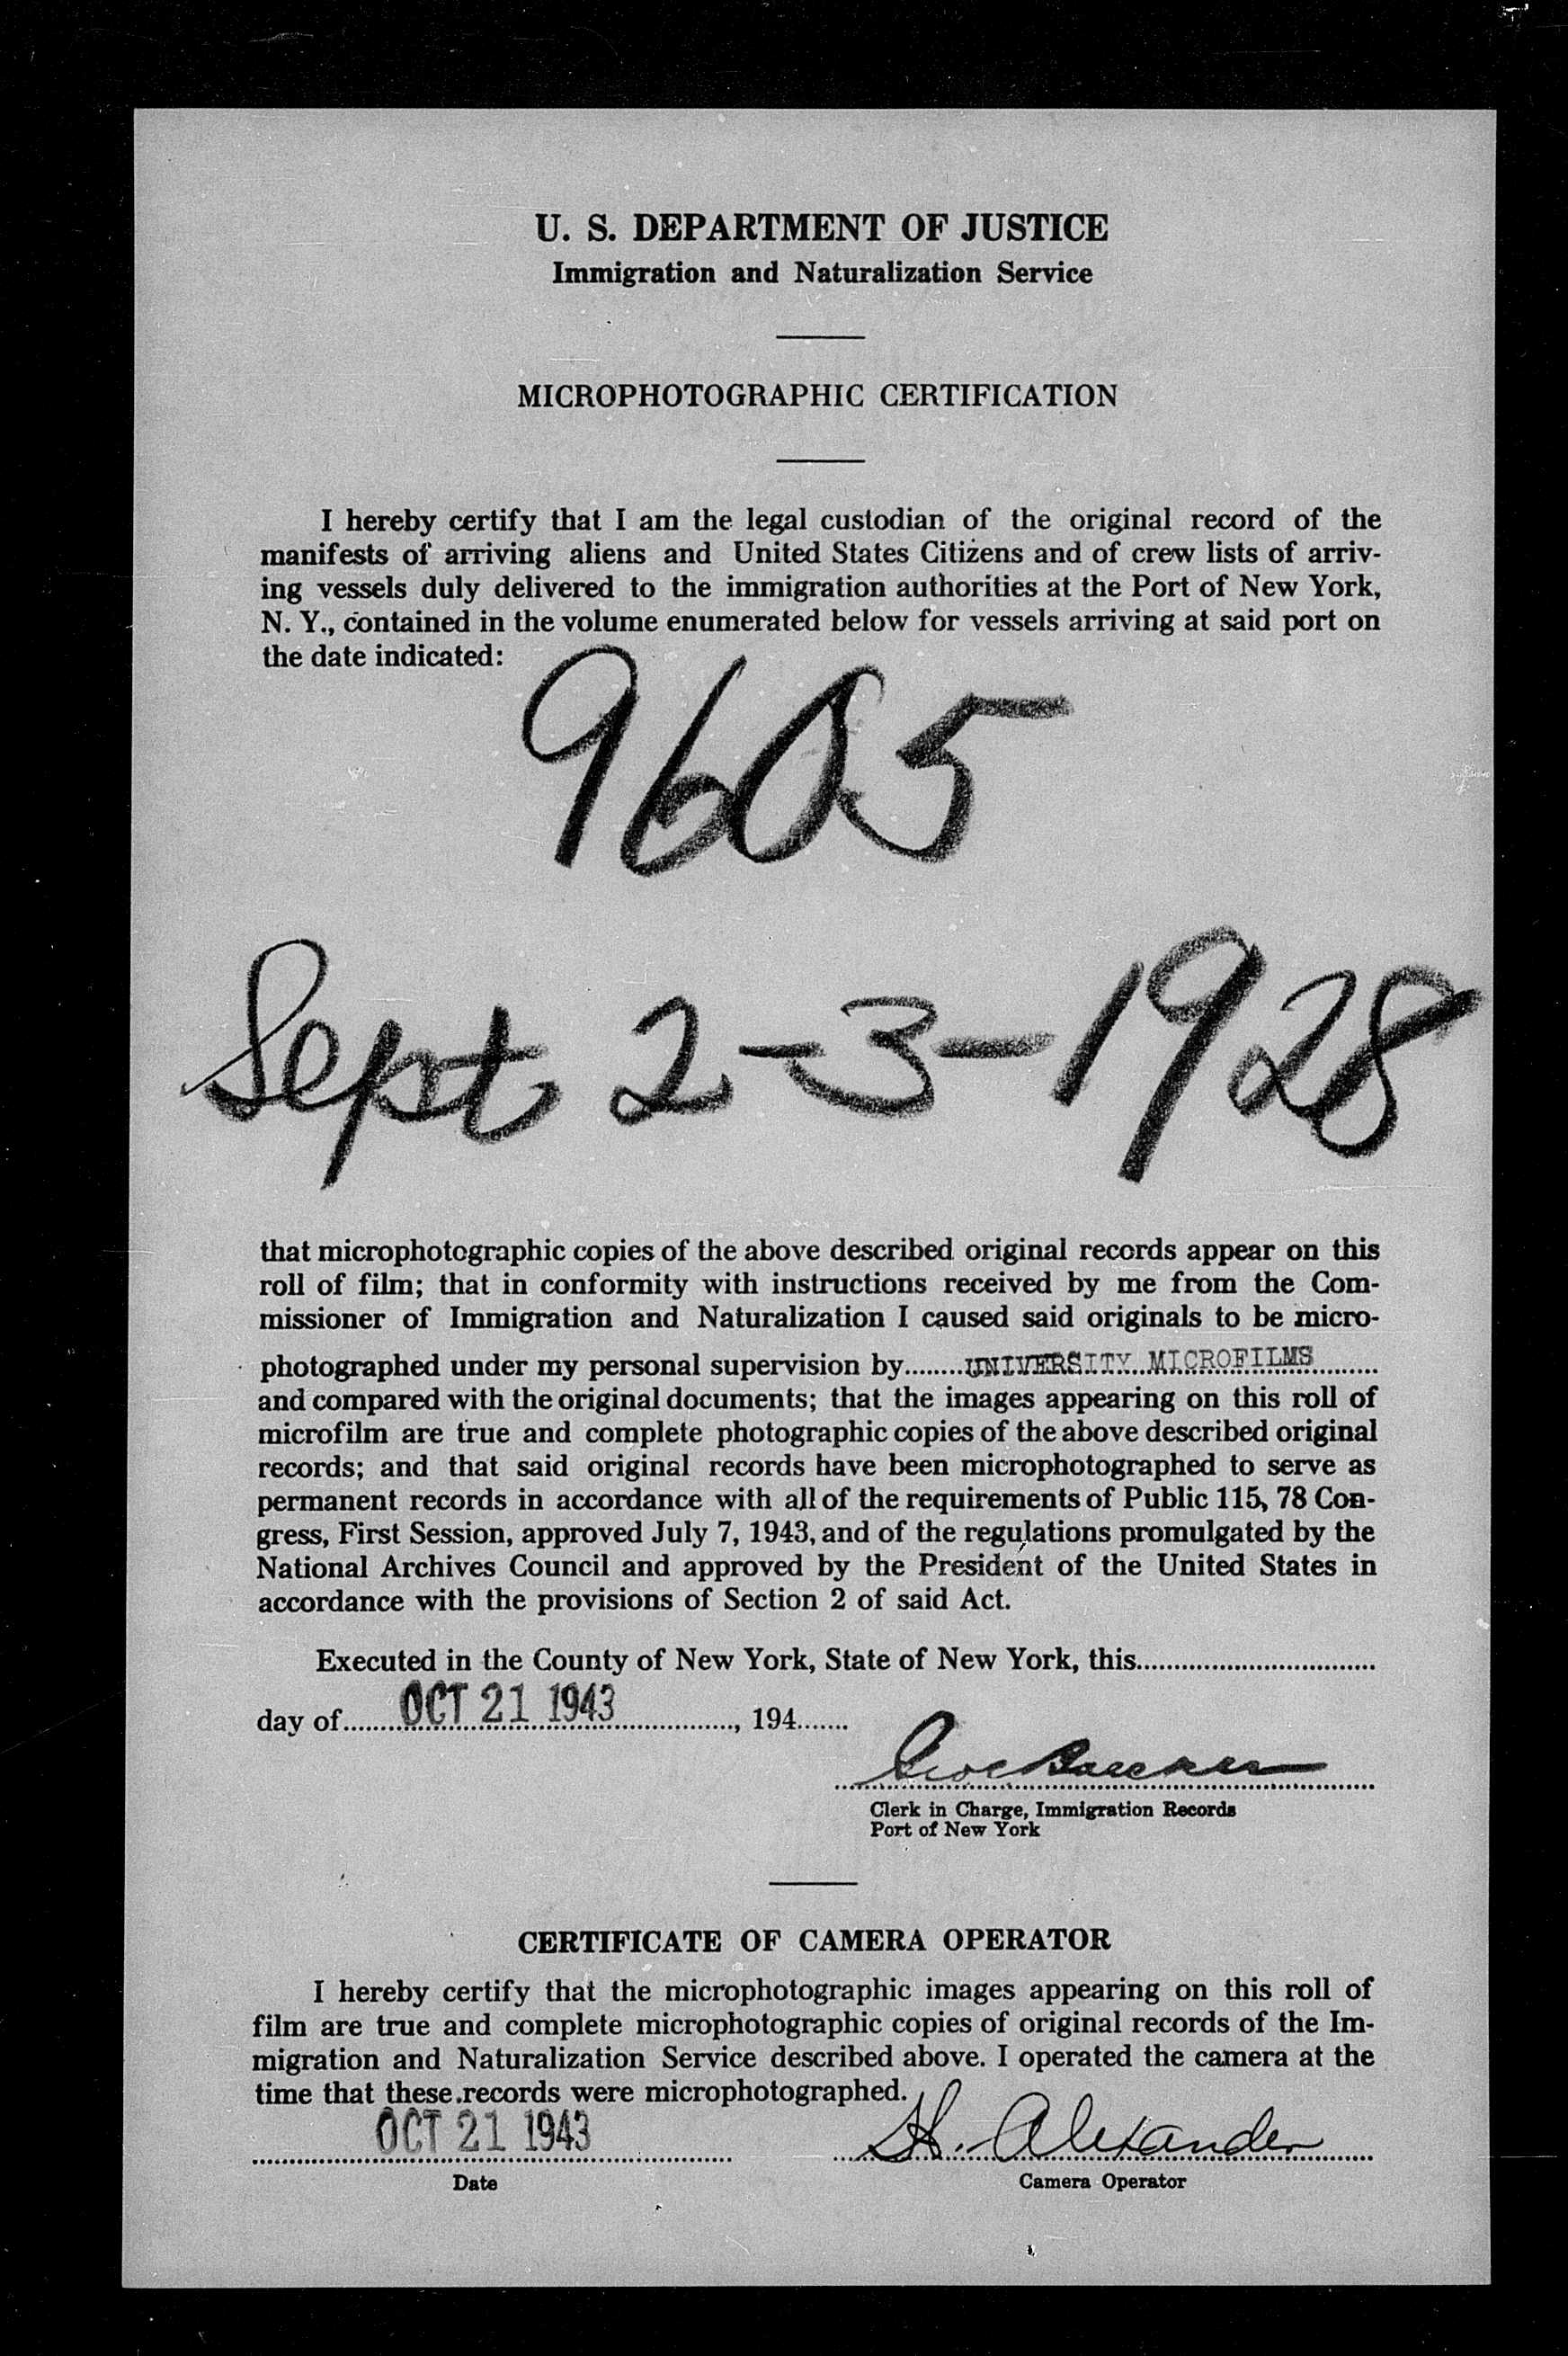 U. S. DEPARTMENT OF JUSTICE
Immigration and Naturalization Service
MICROPHOTOGRAPHIC CERTIFICATION
I hereby certify that I am the legal custodian of the original record of the
manifests of arriving aliens and United States Citizens and of crew lists of arriv-
ing vessels duly delivered to the immigration authorities at the Port of New York,
N. Y., contained in the volume enumerated below for vessels arriving at said port on
the date indicated:
9605
Sept 2-3-1928
that microphotographic copies of the above described original records appear on this
roll of film; that in conformity with instructions received by me from the Com-
missioner of Immigration and Naturalization I caused said originals to be micro-
photographed under my personal supervision by........UNIVERSITY MICROFILMS........
and compared with the original documents; that the images appearing on this roll of
microfilm are true and complete photographic copies of the above described original
records; and that said original records have been microphotographed to serve as
permanent records in accordance with all of the requirements of Public 115, 78 Con-
gress, First Session, approved July 7, 1943, and of the regulations promulgated by the
National Archives Council and approved by the President of the United States in
accordance with the provisions of Section 2 of said Act.
Executed in the County of New York, State of New York, this................................
day of........OCT 21 1943................, 194.......
Clerk in Charge, Immigration Records
Port of New York
CERTIFICATE OF CAMERA OPERATOR
I hereby certify that the microphotographic images appearing on this roll of
film are true and complete microphotographic copies of original records of the Im-
migration and Naturalization Service described above. I operated the camera at the
time that these records were microphotographed.
OCT 21 1943 H. Alexander
Date Camera Operator